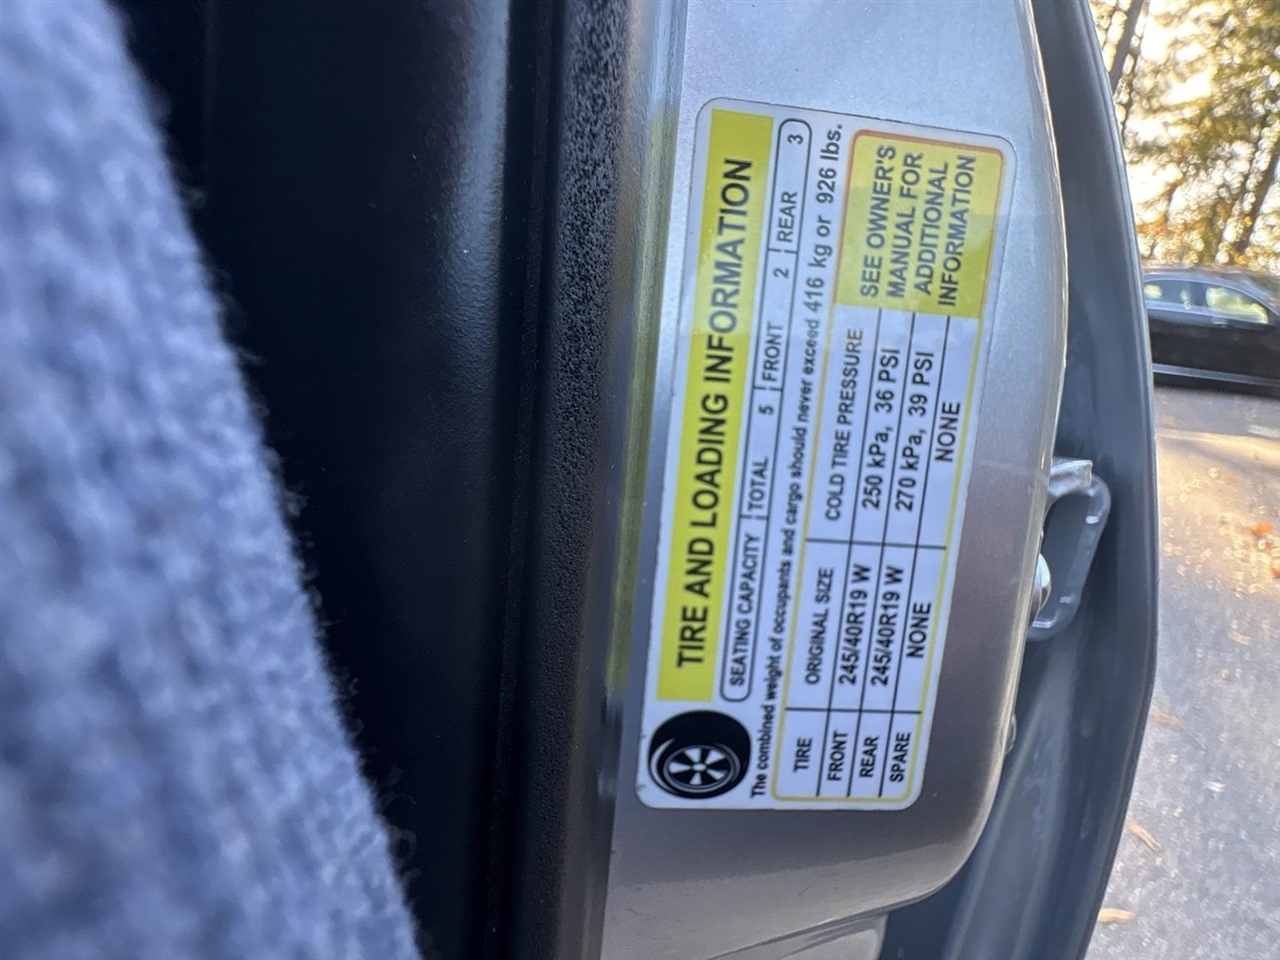 TIRE AND LOADING INFORMATION
SEATING CAPACITY TOTAL 5 FRONT 2 REAR 3
The combined weight of occupants and cargo should never exceed 416 kg or 926 lbs.
TIRE ORIGINAL SIZE COLD TIRE PRESSURE
FRONT 245/40R19 W 250 kPa, 36 PSI
REAR 245/40R19 W 270 kPa, 39 PSI
SPARE NONE NONE
SEE OWNER'S
MANUAL FOR
ADDITIONAL
INFORMATION